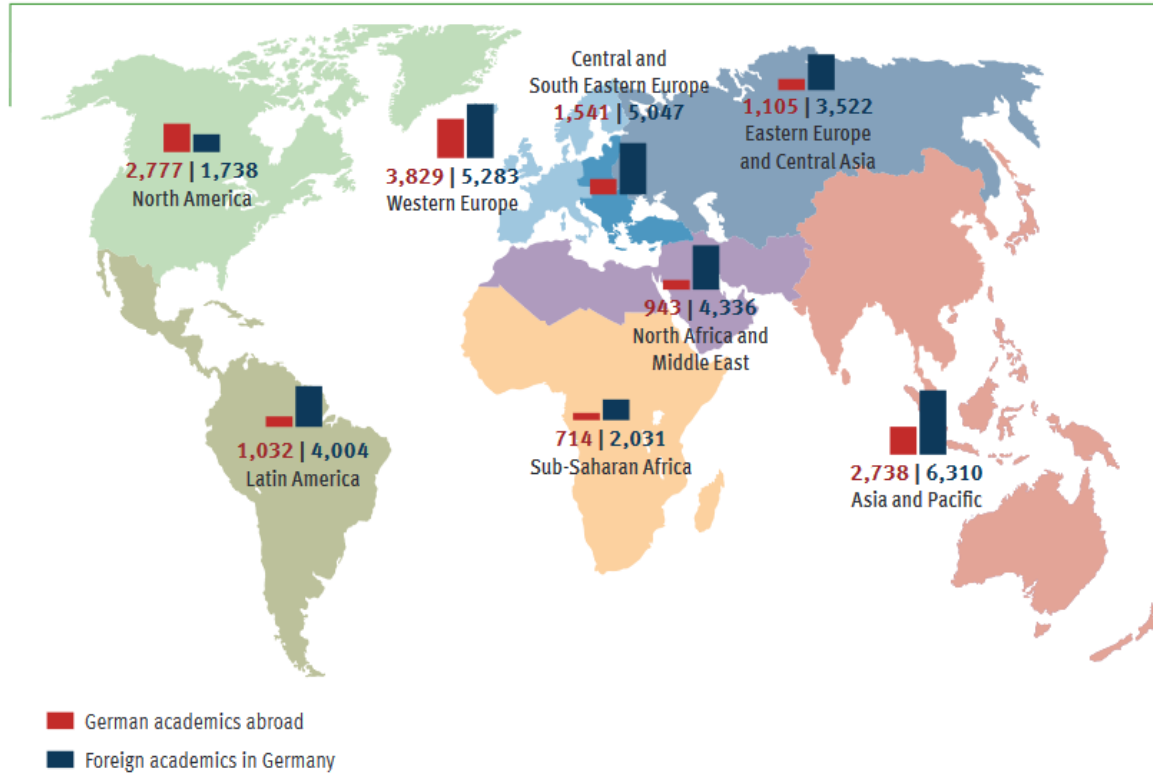 Central and
South Eastern Europe
1,541 | 5,047
1,105 | 3,522
Eastern Europe
and Central Asia
2,777 | 1,738
North America
3,829 | 5,283
Western Europe
943 | 4,336
North Africa and
Middle East
1,032 | 4,004
Latin America
714 | 2,031
Sub-Saharan Africa
2,738 | 6,310
Asia and Pacific
German academics abroad
Foreign academics in Germany